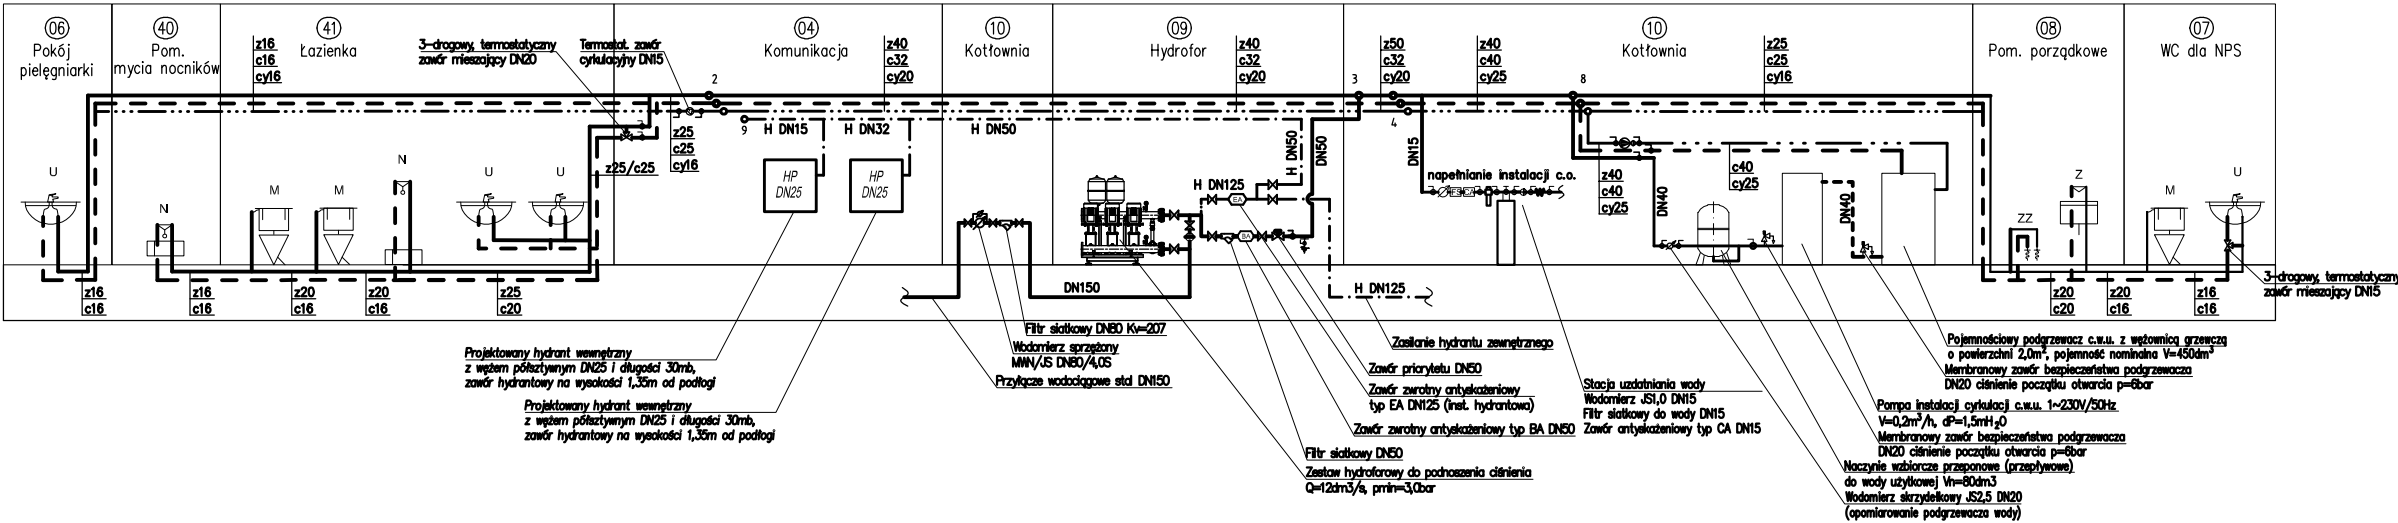 06
Pokój
pielęgniarki
40
Pom.
mycia nocników
41
Łazienka
04
Komunikacja
10
Kotłownia
09
Hydrofor
10
Kotłownia
08
Pom. porządkowe
07
WC dla NPS
z16
c16
cy16
3-drogowy, termostatyczny
zawór mieszający DN20
Termostat. zawór
cyrkulacyjny DN15
z40
c32
cy20
z40
c32
cy20
z50
c32
cy20
z40
c40
cy25
z25
c25
cy16
2
3
8
9
4
H DN15
H DN32
H DN50
H DN50
DN50
DN15
z25
c25
cy16
z25/c25
HP
DN25
HP
DN25
H DN125
EA
BA
napełnianie instalacji c.o.
CA
z40
c40
cy25
c40
cy25
DN40
DN40
U
N
M
M
N
U
U
ZZ
Z
M
U
z16
c16
z16
c16
z20
c16
z20
c16
z25
c20
DN150
H DN125
z20
c20
z20
c16
z16
c16
3-drogowy, termostatyczny
zawór mieszający DN15
Filtr siatkowy DN80 Kv=207
Wodomierz sprzężony
MWN/JS DN80/4,0S
Przyłącze wodociągowe stal DN150
Projektowany hydrant wewnętrzny
z wężem półsztywnym DN25 i długości 30mb,
zawór hydrantowy na wysokości 1,35m od podłogi
Projektowany hydrant wewnętrzny
z wężem półsztywnym DN25 i długości 30mb,
zawór hydrantowy na wysokości 1,35m od podłogi
Zasilanie hydrantu zewnętrznego
Zawór priorytetu DN50
Zawór zwrotny antyskażeniowy
typ EA DN125 (inst. hydrantowa)
Zawór zwrotny antyskażeniowy typ BA DN50
Filtr siatkowy DN50
Zestaw hydroforowy do podnoszenia ciśnienia
Q=12dm3/s, pmin=3,0bar
Stacja uzdatniania wody
Wodomierz JS1,0 DN15
Filtr siatkowy do wody DN15
Zawór antyskażeniowy typ CA DN15
Pojemnościowy podgrzewacz c.w.u. z wężownicą grzewczą
o powierzchni 2,0m², pojemność nominalna V=450dm³
Membranowy zawór bezpieczeństwa podgrzewacza
DN20 ciśnienie początku otwarcia p=6bar
Pompa instalacji cyrkulacji c.w.u. 1~230V/50Hz
V=0,2m³/h, dP=1,5mH₂O
Membranowy zawór bezpieczeństwa podgrzewacza
DN20 ciśnienie początku otwarcia p=6bar
Naczynie wzbiorcze przeponowe (przepływowe)
do wody użytkowej Vn=80dm3
Wodomierz skrzydełkowy JS2,5 DN20
(opomiarowanie podgrzewacza wody)